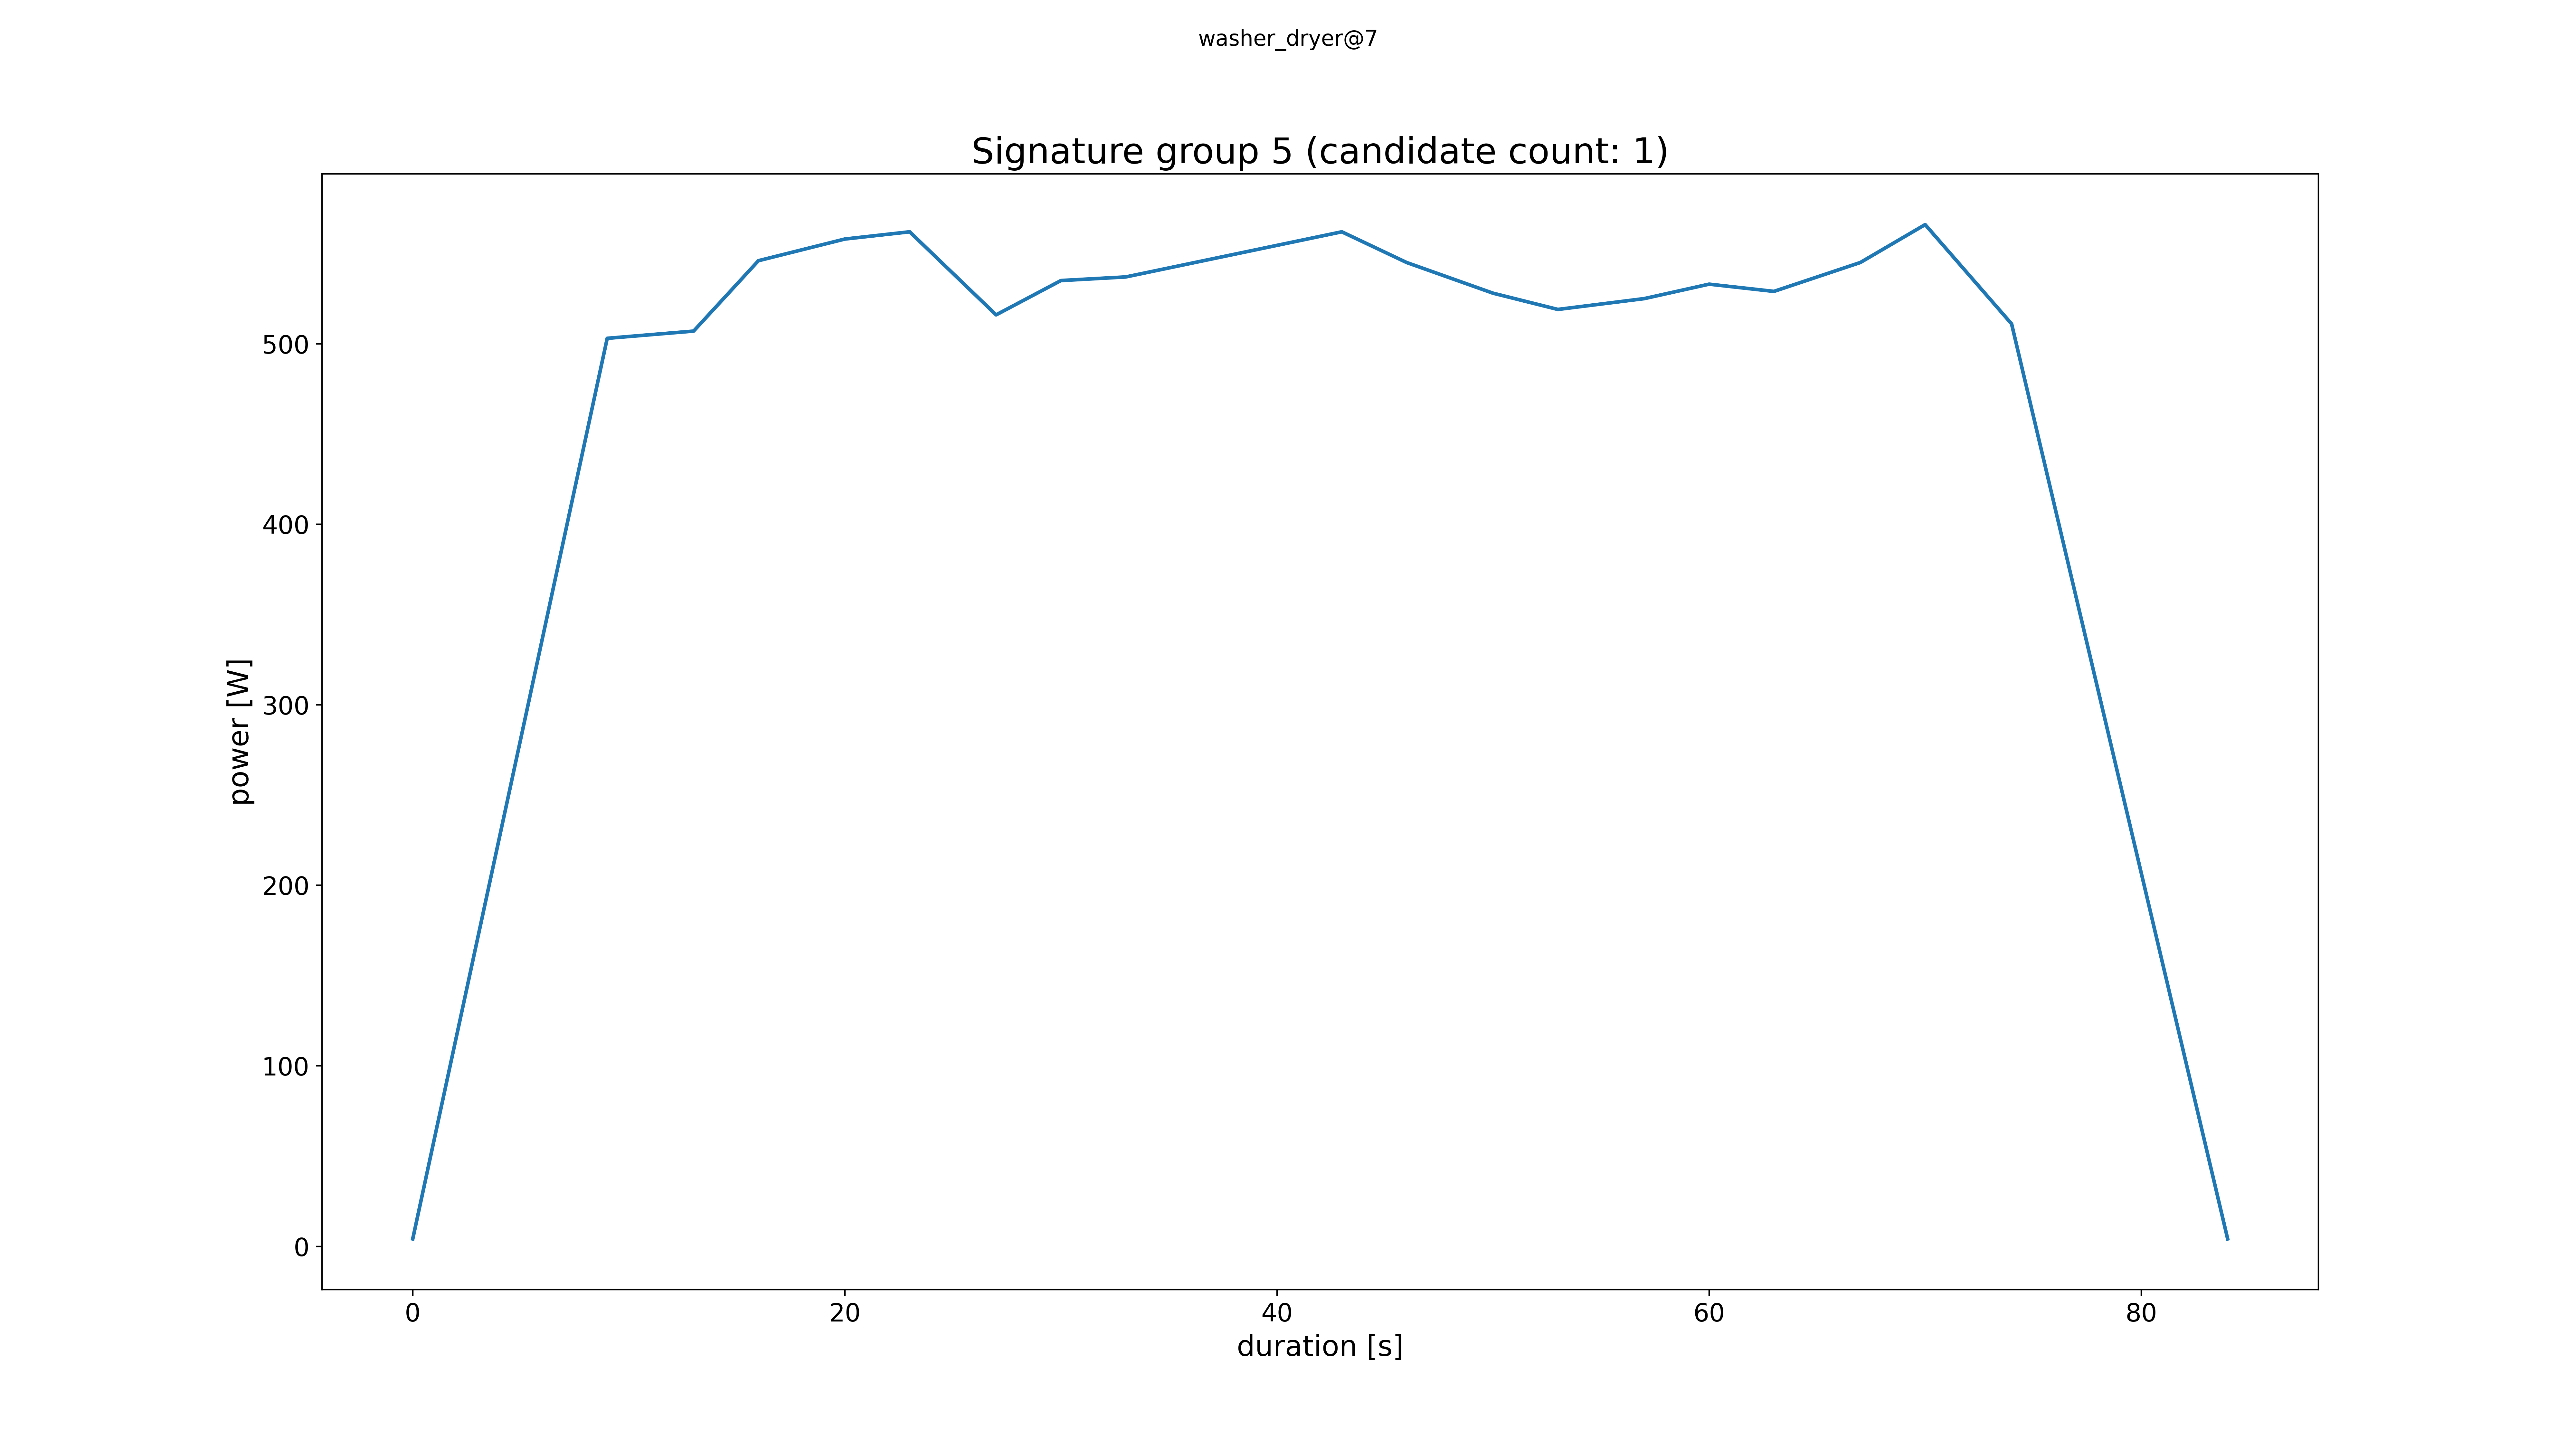 washer_dryer@7
Signature group 5 (candidate count: 1)
power [W]
500
400
300
200
100
0
0 20 40 60 80
duration [s]